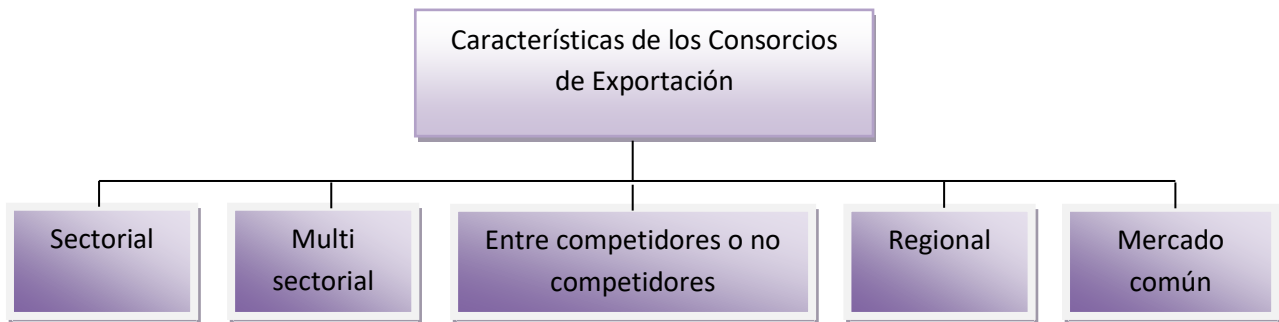 Características de los Consorcios
de Exportación
Sectorial
Multi
sectorial
Entre competidores o no
competidores
Regional
Mercado
común